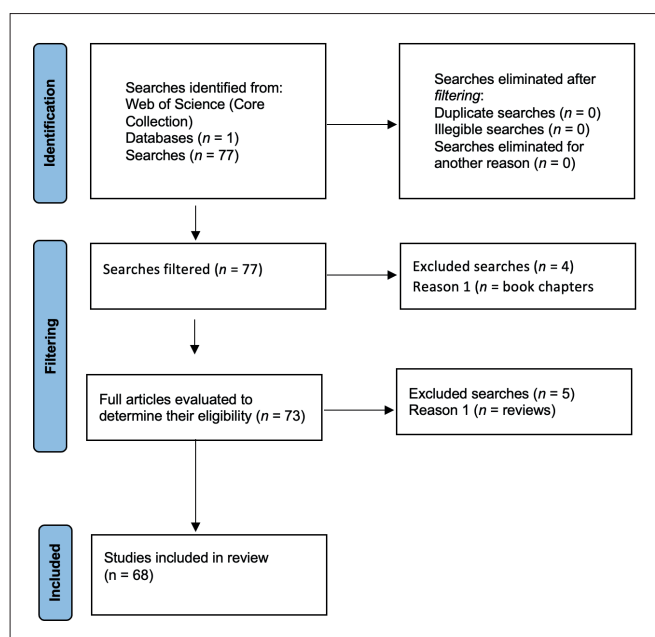 Identification
Searches identified from:
Web of Science (Core
Collection)
Databases (n = 1)
Searches (n = 77)
Searches eliminated after
filtering:
Duplicate searches (n = 0)
Illegible searches (n = 0)
Searches eliminated for
another reason (n = 0)
Filtering
Searches filtered (n = 77)
Excluded searches (n = 4)
Reason 1 (n = book chapters
Full articles evaluated to
determine their eligibility (n = 73)
Excluded searches (n = 5)
Reason 1 (n = reviews)
Included
Studies included in review
(n = 68)